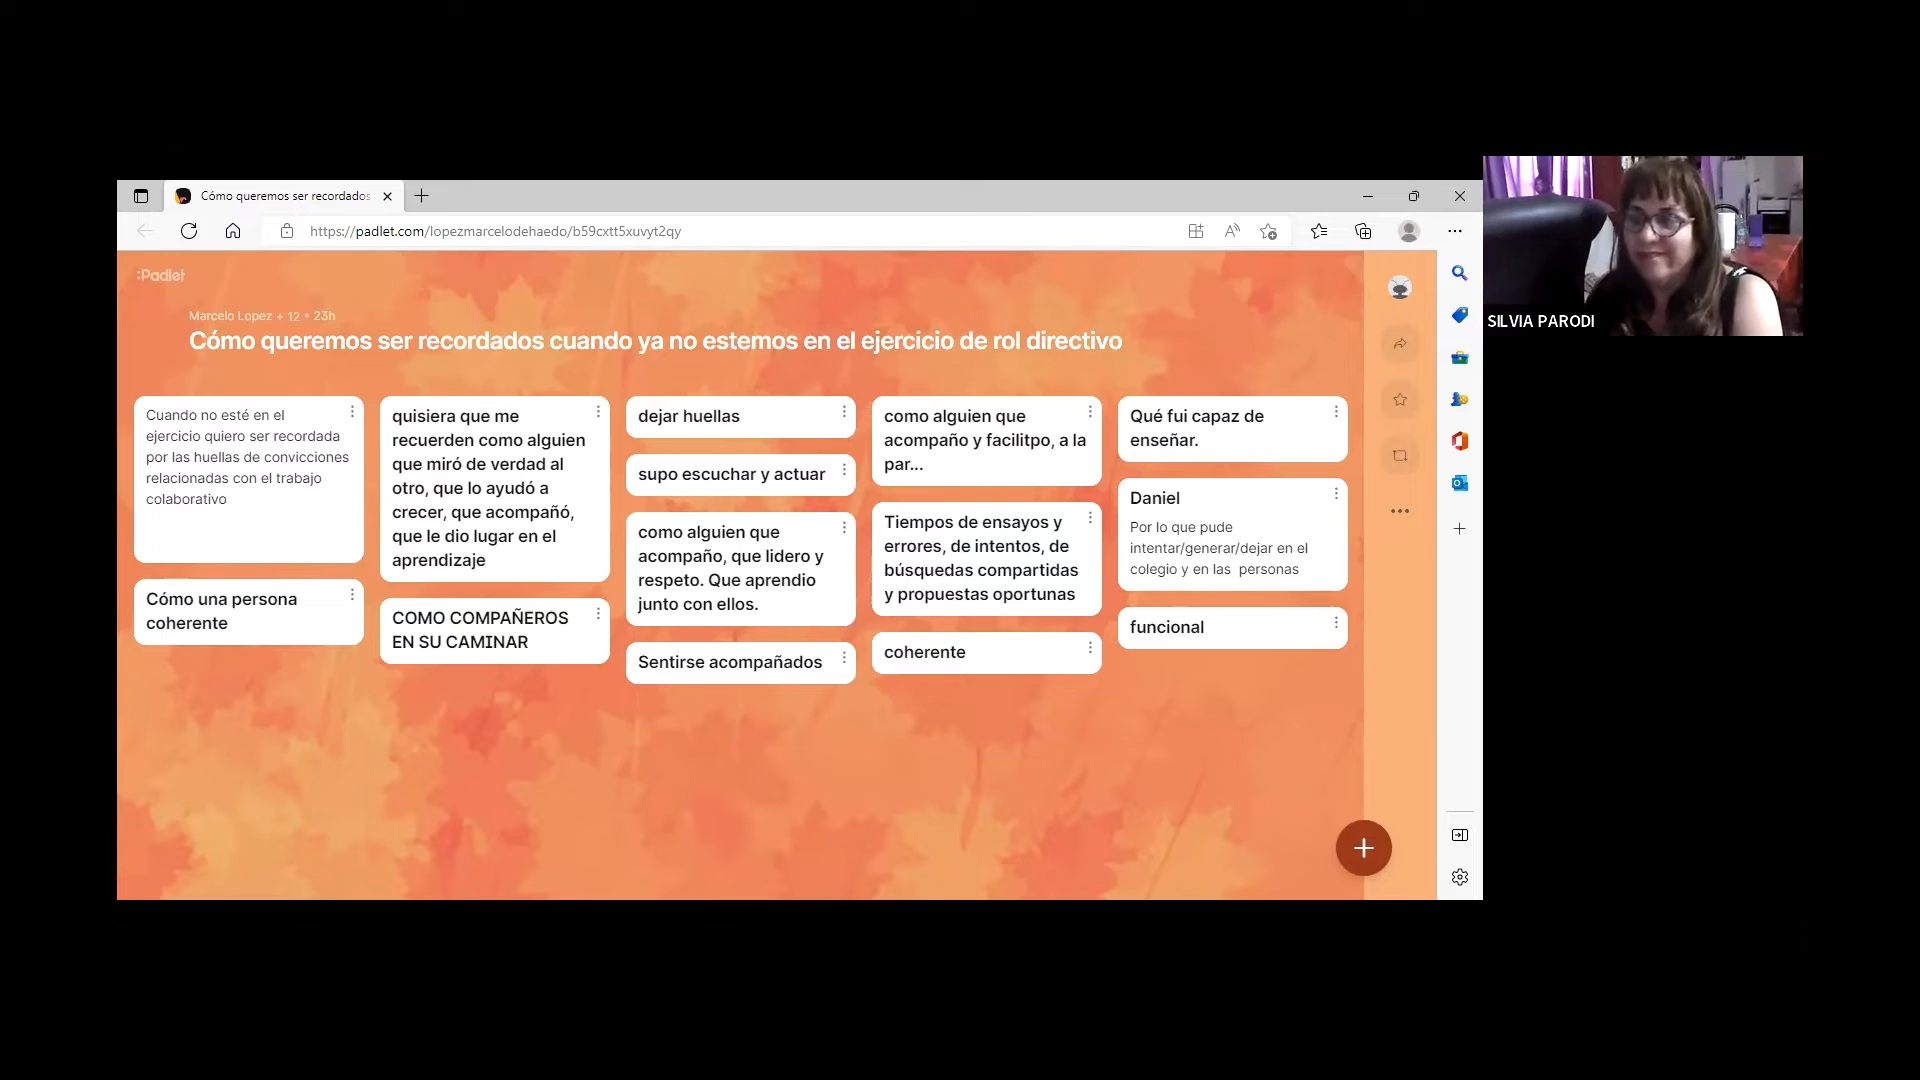 Cómo queremos ser recordados
https://padlet.com/lopezmarcelodehaedo/b59cxtt5xuvyt2qy
:Padlet
Marcelo Lopez + 12 • 23h
Cómo queremos ser recordados cuando ya no estemos en el ejercicio de rol directivo
Cuando no esté en el
ejercicio quiero ser recordada
por las huellas de convicciones
relacionadas con el trabajo
colaborativo
Cómo una persona
coherente
quisiera que me
recuerden como alguien
que miró de verdad al
otro, que lo ayudó a
crecer, que acompañó,
que le dio lugar en el
aprendizaje
COMO COMPAÑEROS
EN SU CAMINAR
dejar huellas
supo escuchar y actuar
como alguien que
acompaño, que lidero y
respeto. Que aprendio
junto con ellos.
Sentirse acompañados
como alguien que
acompaño y facilitpo, a la
par...
Tiempos de ensayos y
errores, de intentos, de
búsquedas compartidas
y propuestas oportunas
coherente
Qué fui capaz de
enseñar.
Daniel
Por lo que pude
intentar/generar/dejar en el
colegio y en las personas
funcional
SILVIA PARODI